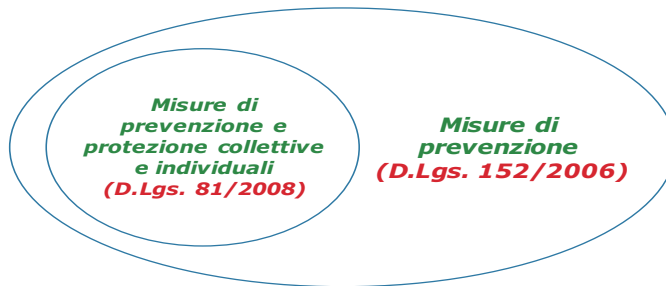 Misure di
prevenzione e
protezione collettive
e individuali
(D.Lgs. 81/2008)
Misure di
prevenzione
(D.Lgs. 152/2006)